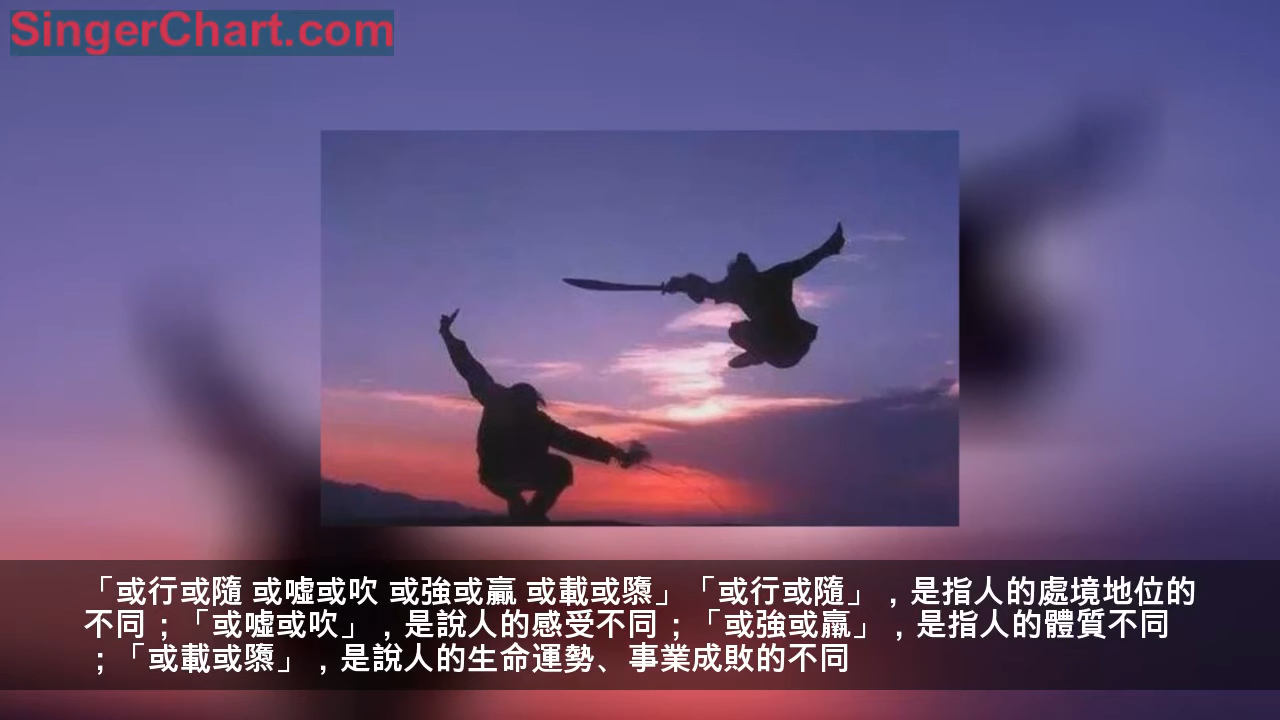 SingerChart.com
「或行或隨 或噓或吹 或強或羸 或載或隳」「或行或隨」，是指人的處境地位的
不同；「或噓或吹」，是說人的感受不同；「或強或羸」，是指人的體質不同
；「或載或隳」，是說人的生命運勢、事業成敗的不同